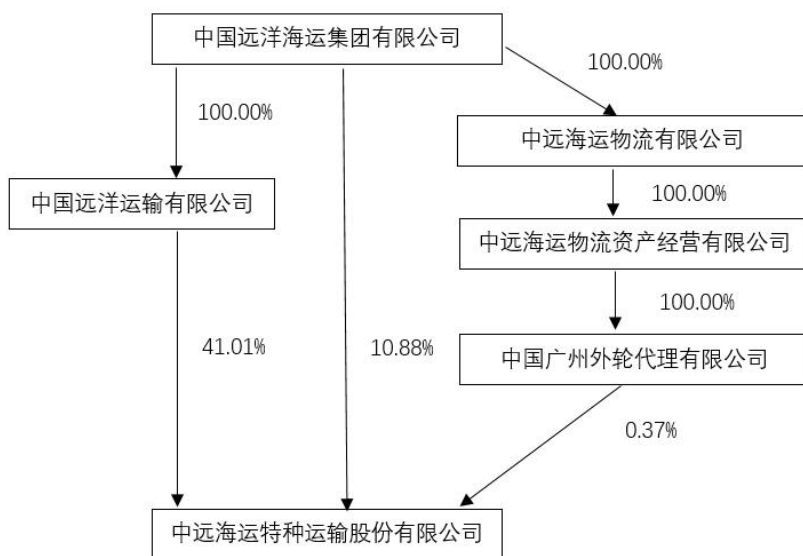 中国远洋海运集团有限公司
100.00%
100.00%
中远海运物流有限公司
中国远洋运输有限公司
100.00%
中远海运物流资产经营有限公司
100.00%
41.01%
10.88%
中国广州外轮代理有限公司
0.37%
中远海运特种运输股份有限公司